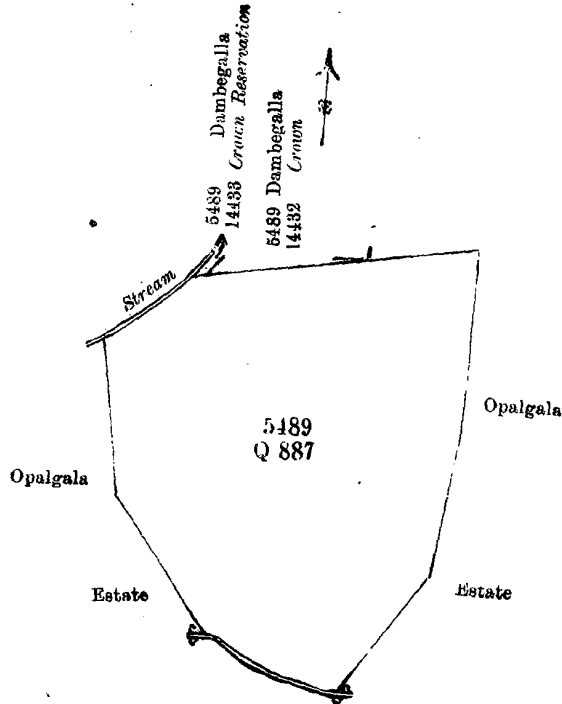 5489 Dambegalla
14433 Crown Reservation
5489 Dambegalla
14432 Crown
Stream
5489
Q 887
Opalgala
Opalgala
Estate
Estate